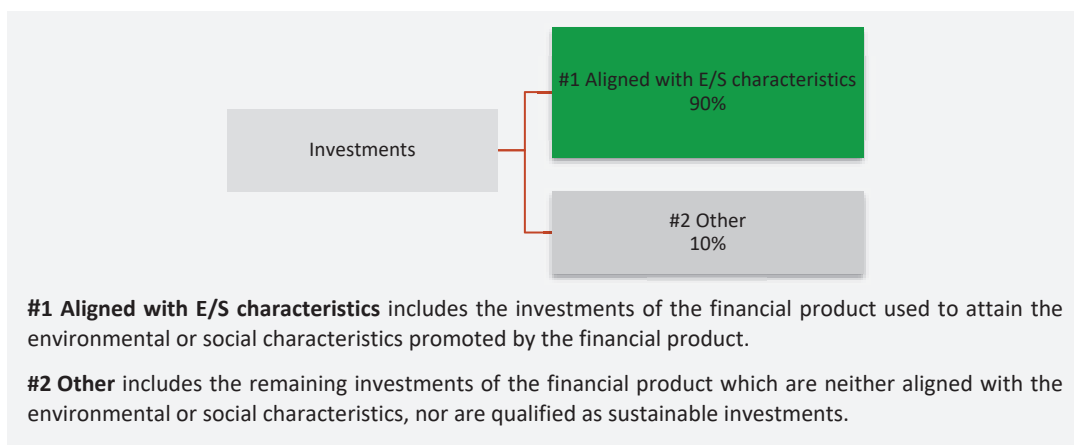 #1 Aligned with E/S characteristics
90%
Investments
#2 Other
10%
#1 Aligned with E/S characteristics includes the investments of the financial product used to attain the
environmental or social characteristics promoted by the financial product.
#2 Other includes the remaining investments of the financial product which are neither aligned with the
environmental or social characteristics, nor are qualified as sustainable investments.